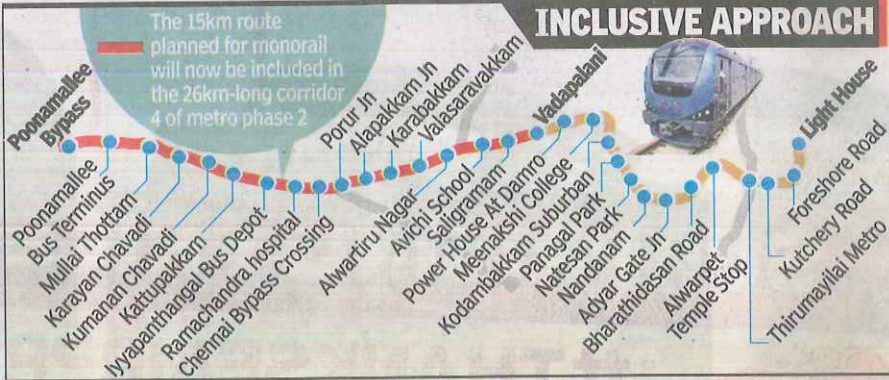 INCLUSIVE APPROACH
The 15km route
planned for monorail
will now be included in
the 26km-long corridor
4 of metro phase 2
Poonamallee
Bypass
Poonamallee
Bus Terminus
Mullai Thottam
Karayan Chavadi
Kumanan Chavadi
Kattupakkam
Iyyapanthangal Bus Depot
Ramachandra hospital
Chennai Bypass Crossing
Porur Jn
Alapakkam Jn
Karabakkam
Valasaravakkam
Alwartiru Nagar
Avichi School
Saligramam
Vadapalani
Power House At Damro
Meenakshi College
Kodambakkam Suburban
Panagal Park
Natesan Park
Nandanam
Adyar Gate Jn
Bharathidasan Road
Alwarpet
Temple Stop
Thirumayilai Metro
Kutchery Road
Foreshore Road
Light House